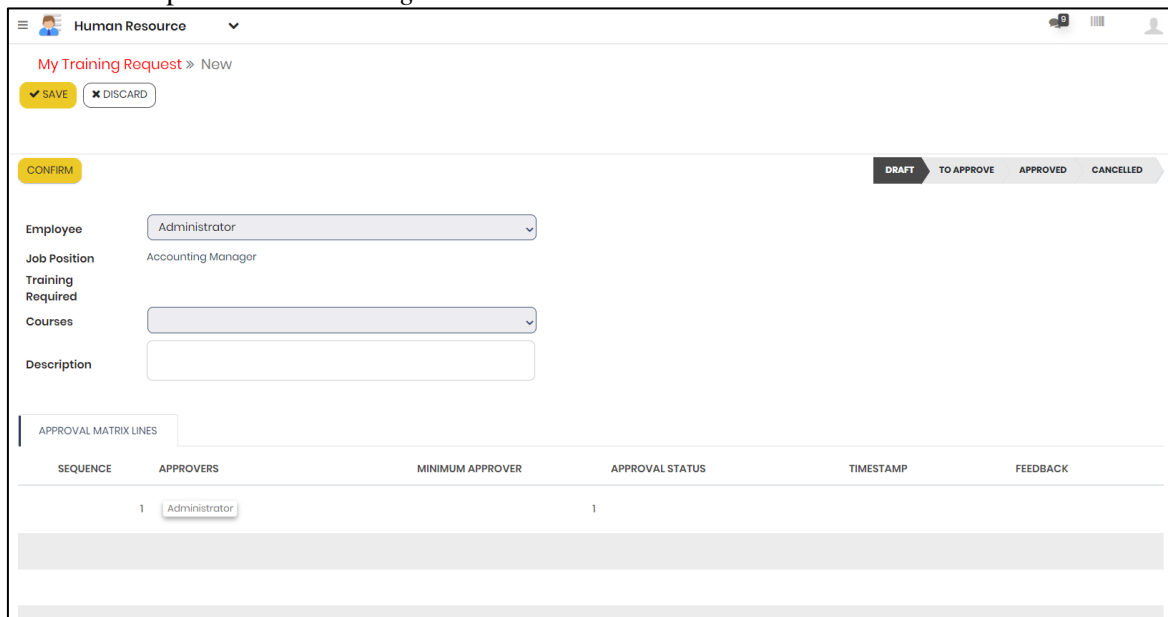 Human Resource
9
My Training Request » New
SAVE
DISCARD
CONFIRM
DRAFT TO APPROVE APPROVED CANCELLED
Employee Administrator
Job Position Accounting Manager
Training
Required
Courses
Description
APPROVAL MATRIX LINES
SEQUENCE APPROVERS MINIMUM APPROVER APPROVAL STATUS TIMESTAMP FEEDBACK
1 Administrator 1